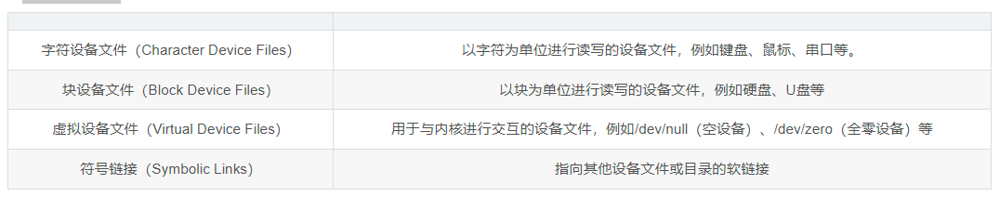 字符设备文件（Character Device Files） 以字符为单位进行读写的设备文件，例如键盘、鼠标、串口等。
块设备文件（Block Device Files） 以块为单位进行读写的设备文件，例如硬盘、U盘等
虚拟设备文件（Virtual Device Files） 用于与内核进行交互的设备文件，例如/dev/null（空设备）、/dev/zero（全零设备）等
符号链接（Symbolic Links） 指向其他设备文件或目录的软链接